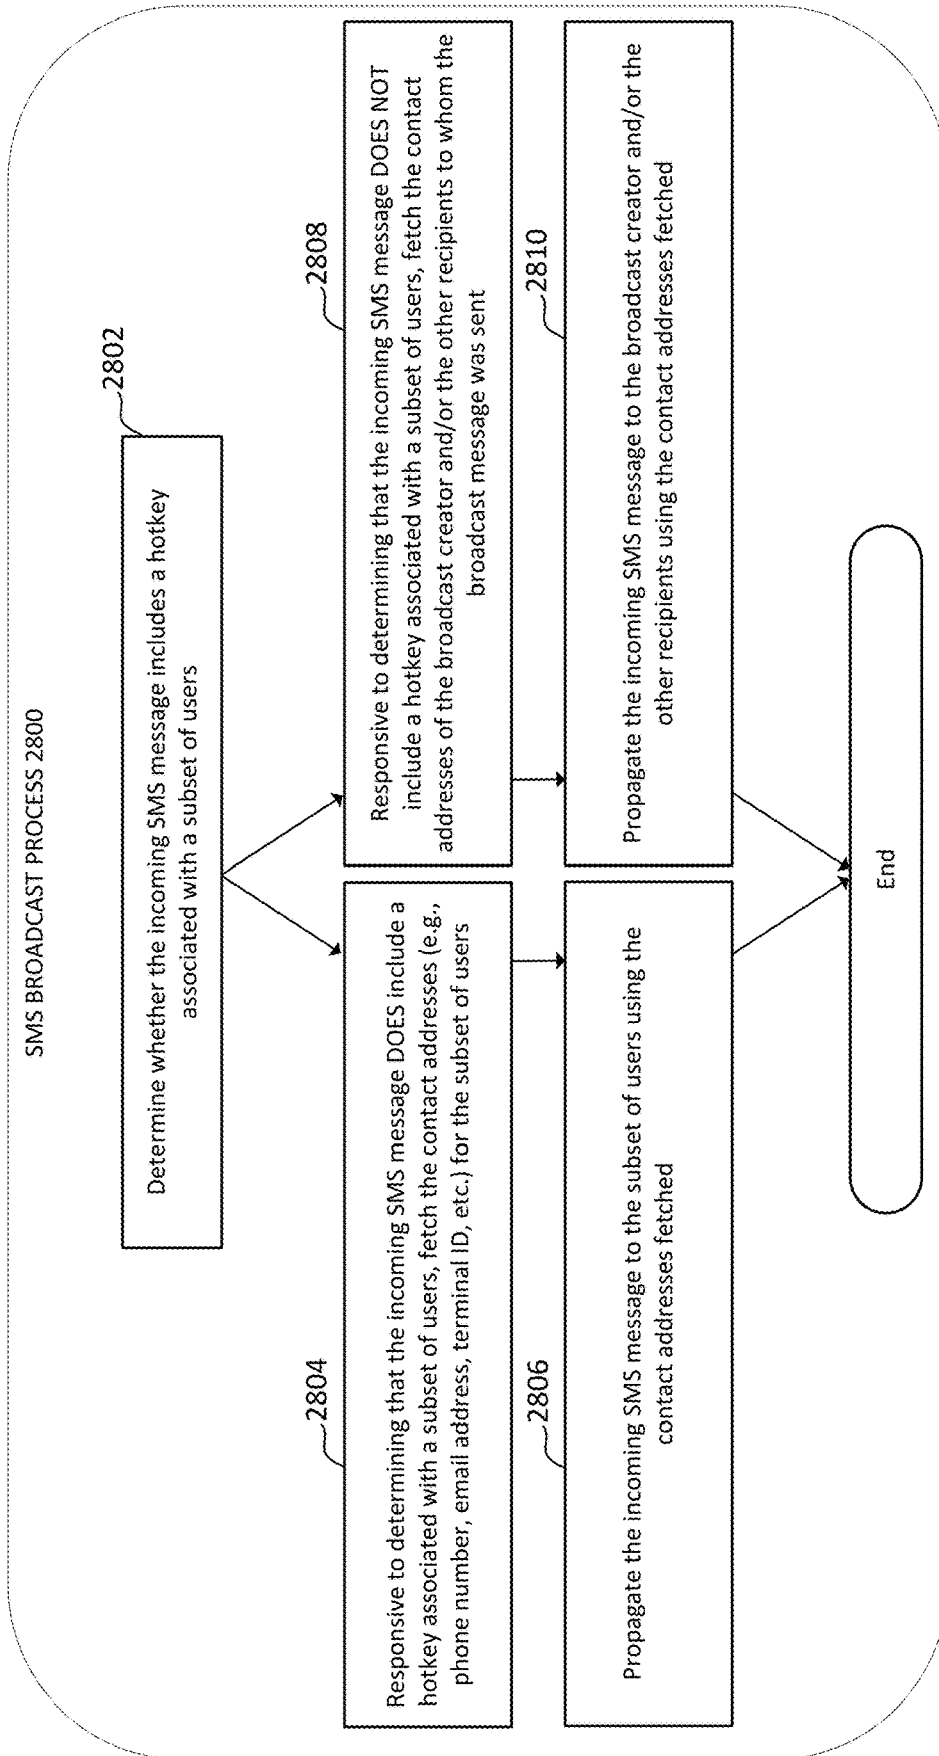 SMS BROADCAST PROCESS 2800
2802
Determine whether the incoming SMS message includes a hotkey
associated with a subset of users
2804
Responsive to determining that the incoming SMS message DOES include a
hotkey associated with a subset of users, fetch the contact addresses (e.g.,
phone number, email address, terminal ID, etc.) for the subset of users
2808
Responsive to determining that the incoming SMS message DOES NOT
include a hotkey associated with a subset of users, fetch the contact
addresses of the broadcast creator and/or the other recipients to whom the
broadcast message was sent
2806
Propagate the incoming SMS message to the subset of users using the
contact addresses fetched
2810
Propagate the incoming SMS message to the broadcast creator and/or the
other recipients using the contact addresses fetched
End